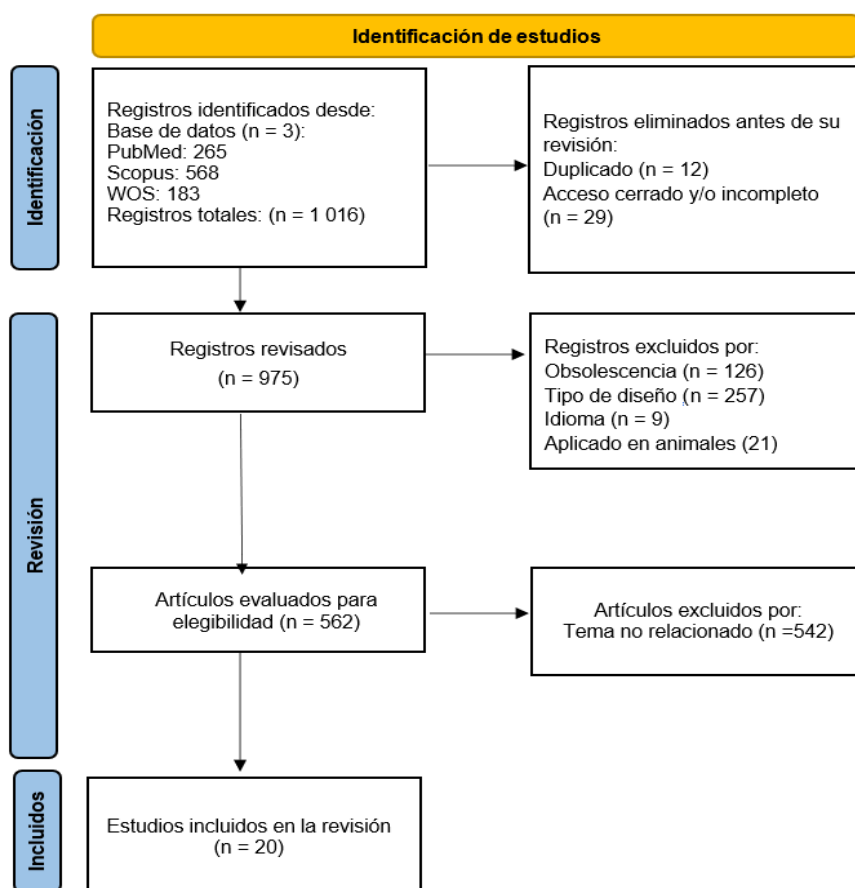 Identificación de estudios
Identificación
Registros identificados desde:
Base de datos (n = 3):
PubMed: 265
Scopus: 568
WOS: 183
Registros totales: (n = 1 016)
Registros eliminados antes de su
revisión:
Duplicado (n = 12)
Acceso cerrado y/o incompleto
(n = 29)
Revisión
Registros revisados
(n = 975)
Registros excluidos por:
Obsolescencia (n = 126)
Tipo de diseño (n = 257)
Idioma (n = 9)
Aplicado en animales (21)
Artículos evaluados para
elegibilidad (n = 562)
Artículos excluidos por:
Tema no relacionado (n =542)
Incluidos
Estudios incluidos en la revisión
(n = 20)